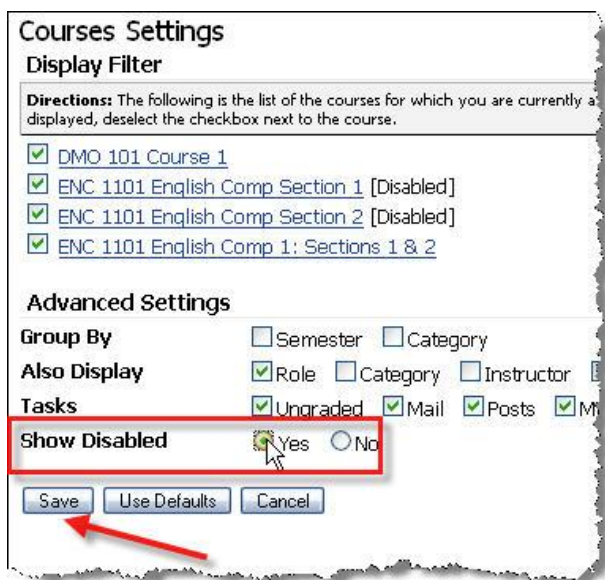 Courses Settings
Display Filter
Directions: The following is the list of the courses for which you are currently
displayed, deselect the checkbox next to the course.
DMO 101 Course 1
ENC 1101 English Comp Section 1 [Disabled]
ENC 1101 English Comp Section 2 [Disabled]
ENC 1101 English Comp 1: Sections 1 & 2
Advanced Settings
Group By Semester Category
Also Display Role Category Instructor
Tasks Ungraded Mail Posts
Show Disabled Yes No
Save Use Defaults Cancel